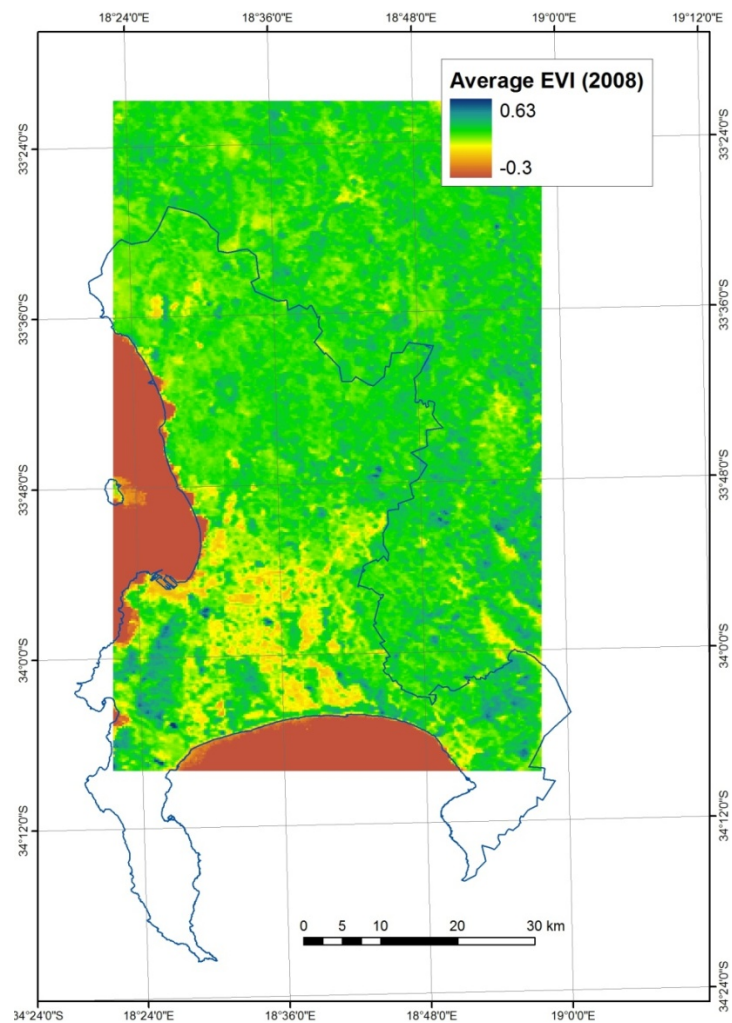 18°24'0"E 18°36'0"E 18°48'0"E 19°0'0"E 19°12'0"E
Average EVI (2008)
0.63
-0.3
33°24'0"S 33°24'0"S
33°36'0"S 33°36'0"S
33°48'0"S 33°48'0"S
34°0'0"S 34°0'0"S
34°12'0"S 34°12'0"S
0 5 10 20 30 km
34°24'0"S
34°24'0"S 18°24'0"E 18°36'0"E 18°48'0"E 19°0'0"E